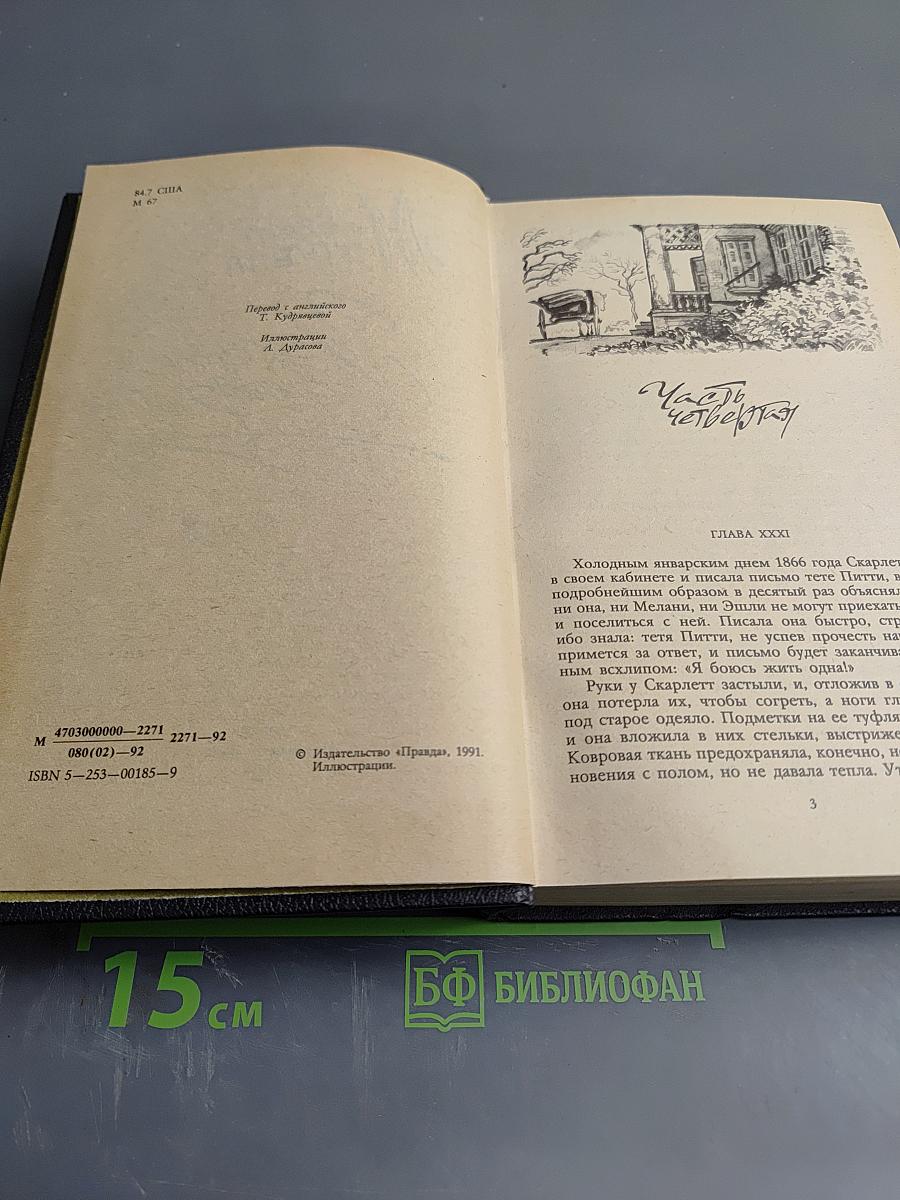 84.7 США
М 67
Перевод с английского
Т. Кудрявцевой
Иллюстрации
Л. Дурасова
М 4703000000—2271 2271—92
080(02)—92
ISBN 5—253—00185—9
© Издательство «Правда», 1991.
Иллюстрации.
Часть
четвертая
ГЛАВА XXXI
Холодным январским днем 1866 года Скарлет
в своем кабинете и писала письмо тете Питти, в
подробнейшим образом в десятый раз объяснял
ни она, ни Мелани, ни Эшли не могут приехать
и поселиться с ней. Писала она быстро, стр
ибо знала: тетя Питти, не успев прочесть на
примется за ответ, и письмо будет заканчива
ным всхлипом: «Я боюсь жить одна!»
Руки у Скарлетт застыли, и, отложив в
она потерла их, чтобы согреть, а ноги гл
под старое одеяло. Подметки на ее туфля
и она вложила в них стельки, выстриже
Ковровая ткань предохраняла, конечно, н
новения с полом, но не давала тепла. Ут
3
15 см
БФ БИБЛИОФАН